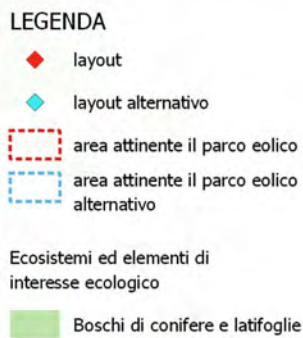 LEGENDA
layout
layout alternativo
area attinente il parco eolico
area attinente il parco eolico
alternativo
Ecosistemi ed elementi di
interesse ecologico
Boschi di conifere e latifoglie